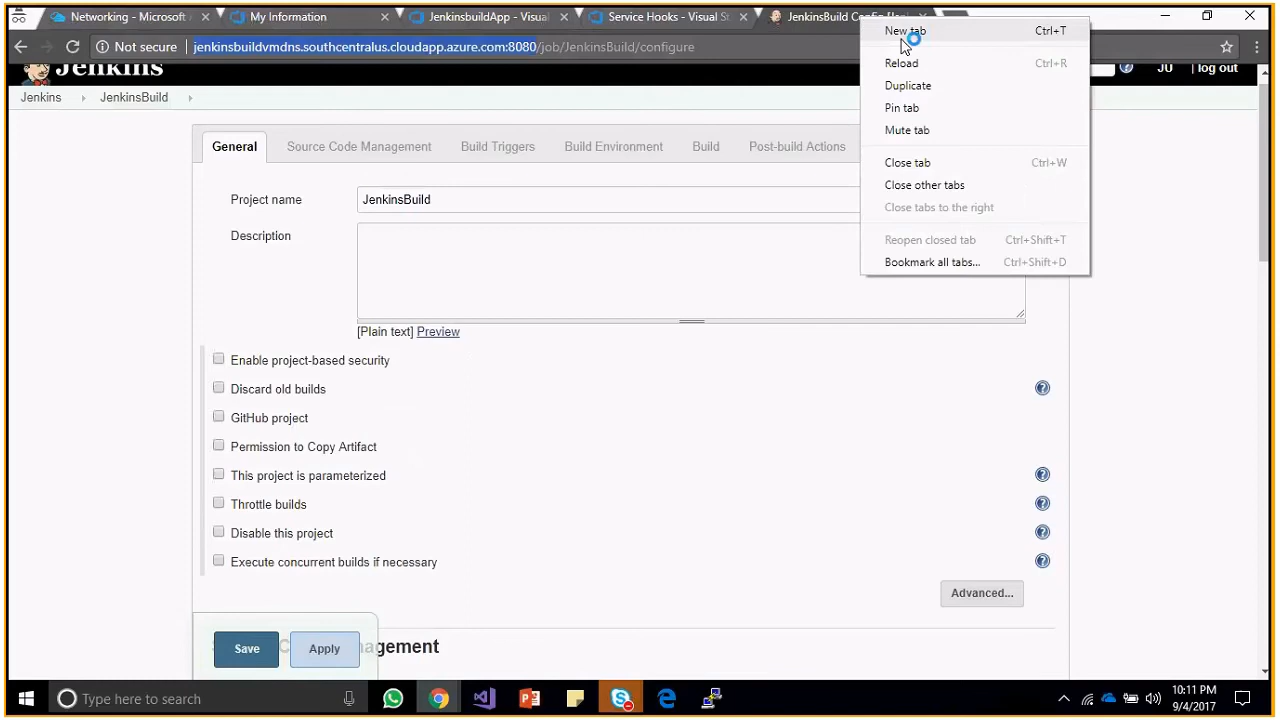 Networking - Microsoft
My Information
JenkinsbuildApp - Visual
Service Hooks - Visual St
JenkinsBuild Config [Jen
Not secure
jenkinsbuildvmdns.southcentralus.cloudapp.azure.com:8080/job/JenkinsBuild/configure
New tab Ctrl+T
Reload Ctrl+R
Duplicate
Pin tab
Mute tab
Close tab Ctrl+W
Close other tabs
Close tabs to the right
Reopen closed tab Ctrl+Shift+T
Bookmark all tabs... Ctrl+Shift+D
Jenkins
JU
log out
Jenkins
JenkinsBuild
General
Source Code Management
Build Triggers
Build Environment
Build
Post-build Actions
Project name
JenkinsBuild
Description
[Plain text] Preview
Enable project-based security
Discard old builds
GitHub project
Permission to Copy Artifact
This project is parameterized
Throttle builds
Disable this project
Execute concurrent builds if necessary
Advanced...
Save
Apply
Type here to search
10:11 PM
9/4/2017